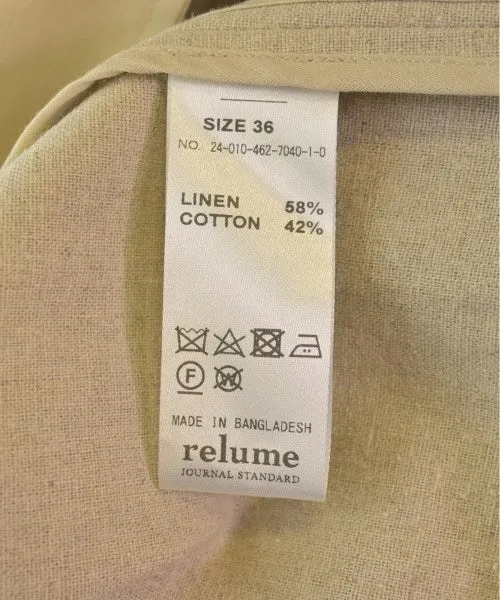 SIZE 36
NO. 24-010-462-7040-1-0
LINEN 58%
COTTON 42%
F
W
MADE IN BANGLADESH
relume
JOURNAL STANDARD